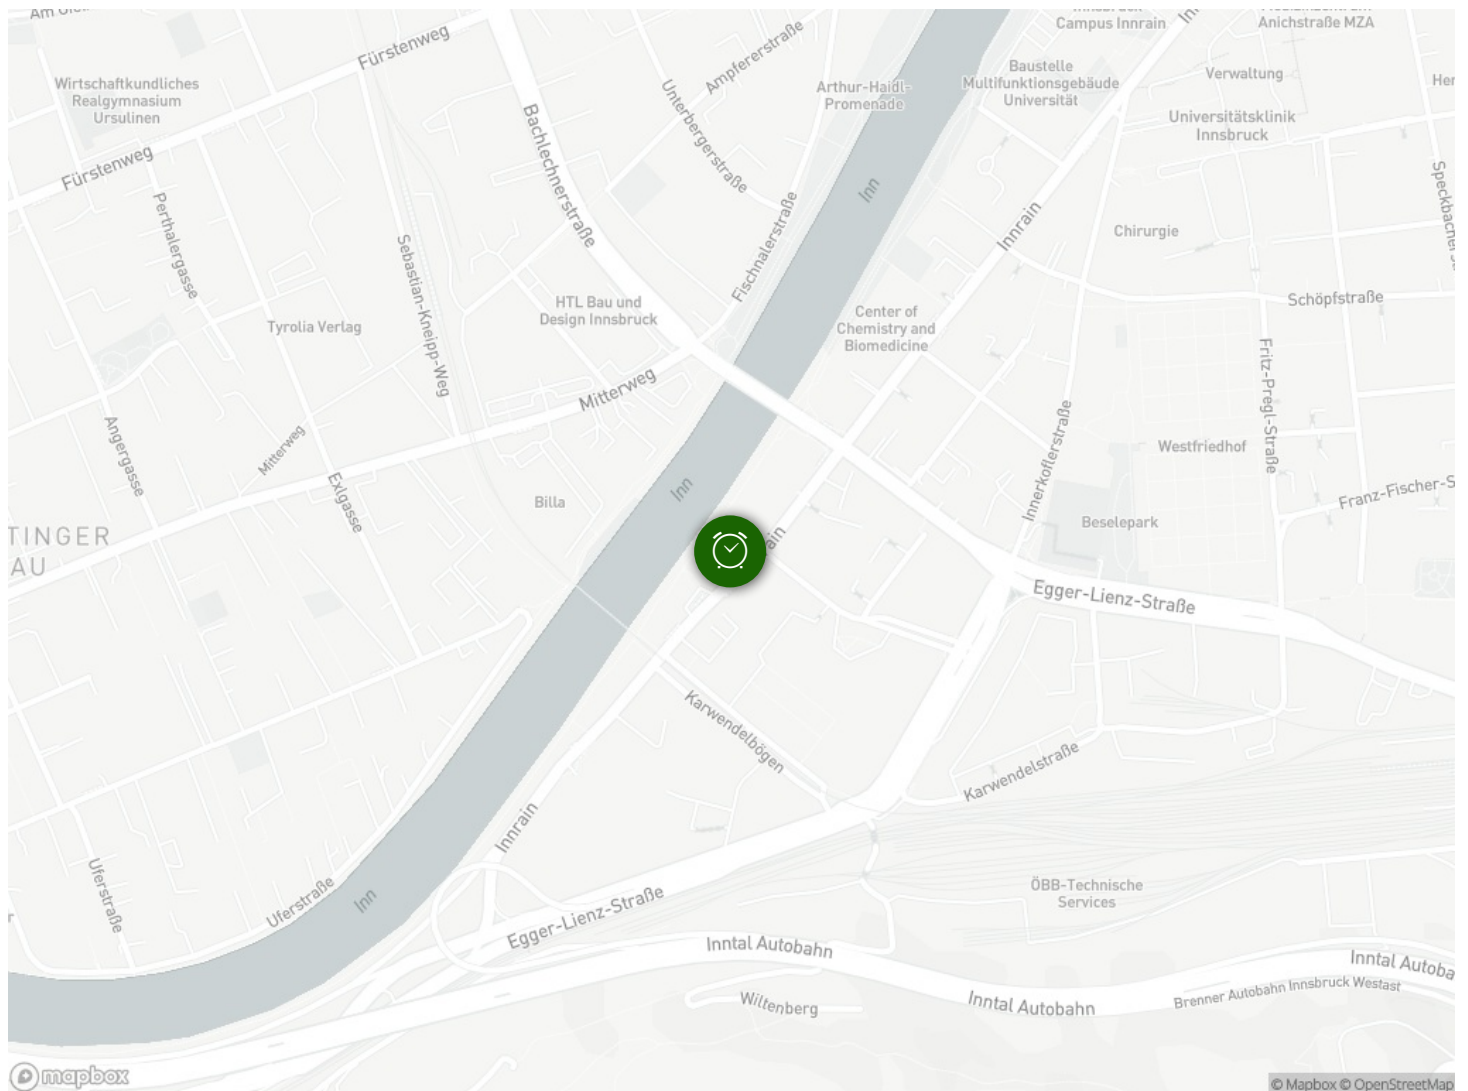 Campus Innrain
Anichstraße MZA
Fürstenweg
Ampfererstraße
Wirtschaftkundliches
Realgymnasium
Ursulinen
Unterbergerstraße
Arthur-Haidl-
Promenade
Baustelle
Multifunktionsgebäude
Universität
Verwaltung
Universitätsklinik
Innsbruck
Fürstenweg
Bachlechnerstraße
Perthalergasse
Inn
Innrain
Chirurgie
Sebastian-Kneipp-Weg
Fischnalerstraße
HTL Bau und
Design Innsbruck
Tyrolia Verlag
Center of
Chemistry and
Biomedicine
Schöpfstraße
Fritz-Pregl-Straße
Mitterweg
Angergasse
Mitterweg
Exlgasse
Innerkoflerstraße
Westfriedhof
Billa
Inn
Beselepark
Franz-Fischer-S
TINGER
AU
rain
Egger-Lienz-Straße
Karwendelbögen
Karwendelstraße
Innrain
Uferstraße
Uferstraße
Inn
Egger-Lienz-Straße
ÖBB-Technische
Services
Inntal Autobahn
Inntal Autoba
Wiltenberg
Inntal Autobahn
Brenner Autobahn Innsbruck Westast
mapbox
© Mapbox © OpenStreetMap